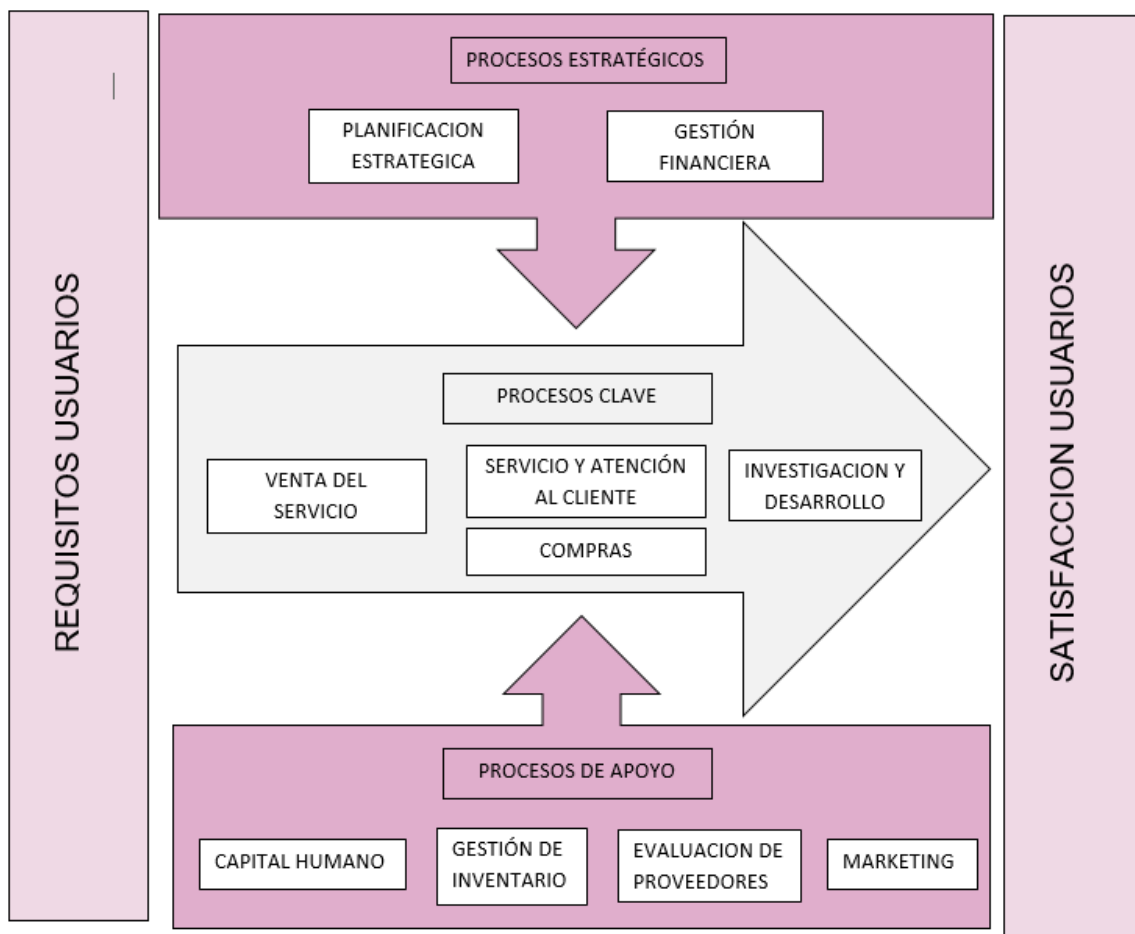 REQUISITOS USUARIOS
PROCESOS ESTRATÉGICOS
PLANIFICACION
ESTRATEGICA
GESTIÓN
FINANCIERA
PROCESOS CLAVE
VENTA DEL
SERVICIO
SERVICIO Y ATENCIÓN
AL CLIENTE
COMPRAS
INVESTIGACION Y
DESARROLLO
PROCESOS DE APOYO
CAPITAL HUMANO
GESTIÓN DE
INVENTARIO
EVALUACION DE
PROVEEDORES
MARKETING
SATISFACCION USUARIOS